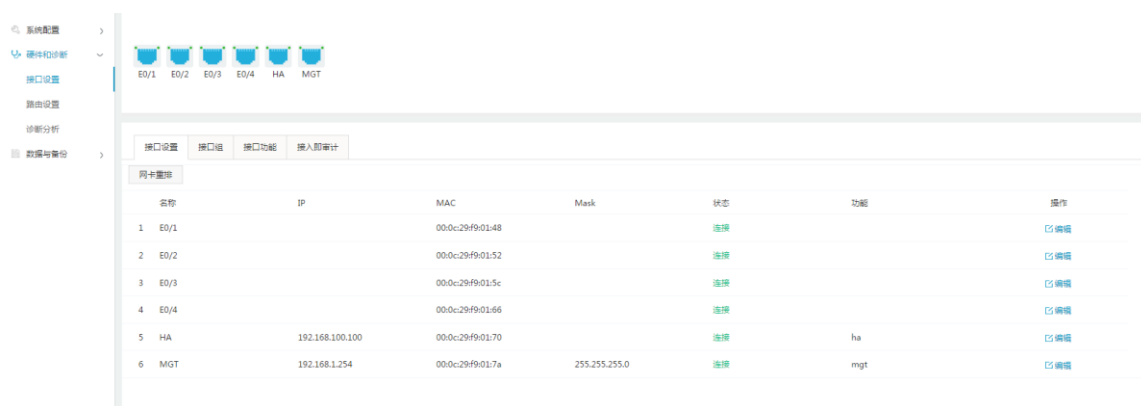 系统配置
硬件和诊断
接口设置
路由设置
诊断分析
数据与备份
E0/1 E0/2 E0/3 E0/4 HA MGT
接口设置 接口组 接口功能 接入即审计
网卡重排
名称 IP MAC Mask 状态 功能 操作
1 E0/1 00:0c:29:f9:01:48 连接 编辑
2 E0/2 00:0c:29:f9:01:52 连接 编辑
3 E0/3 00:0c:29:f9:01:5c 连接 编辑
4 E0/4 00:0c:29:f9:01:66 连接 编辑
5 HA 192.168.100.100 00:0c:29:f9:01:70 连接 ha 编辑
6 MGT 192.168.1.254 00:0c:29:f9:01:7a 255.255.255.0 连接 mgt 编辑